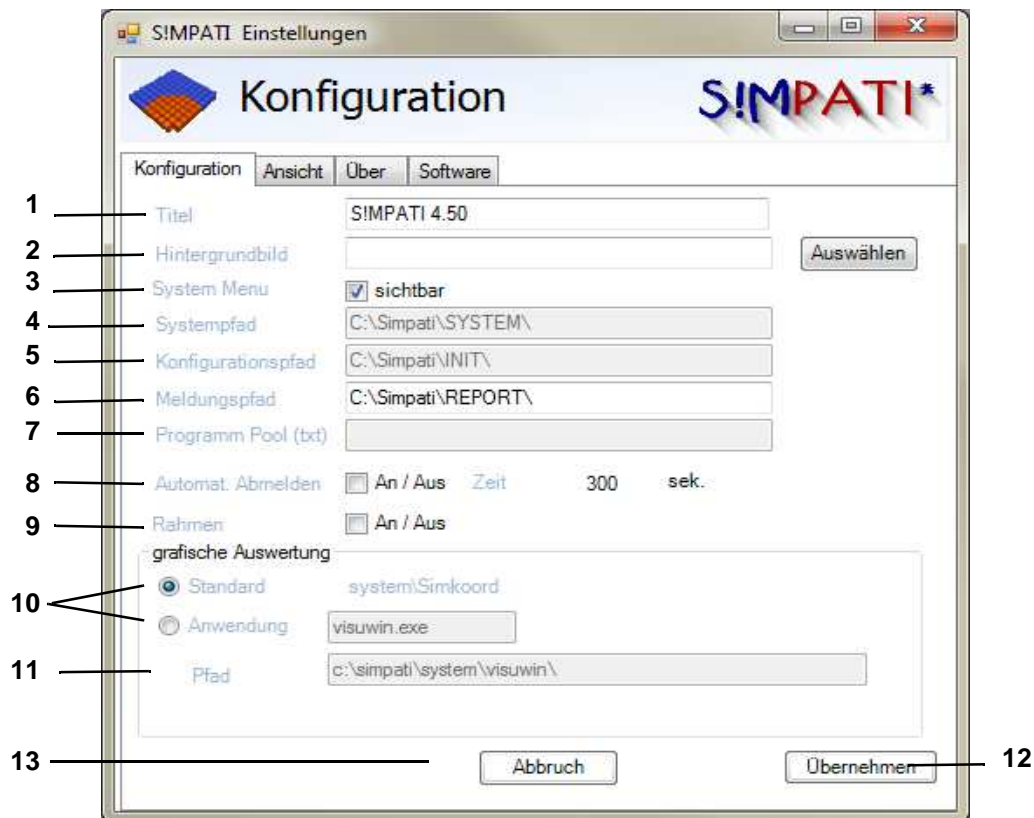 S!MPATI Einstellungen
Konfiguration
S!MPATI*
Konfiguration Ansicht Über Software
1 Titel S!MPATI 4.50
2 Hintergrundbild Auswählen
3 System Menu sichtbar
4 Systempfad C:\Simpati\SYSTEM\
5 Konfigurationspfad C:\Simpati\INIT\
6 Meldungspfad C:\Simpati\REPORT\
7 Programm Pool (txt)
8 Automat. Abmelden An / Aus Zeit 300 sek.
9 Rahmen An / Aus
grafische Auswertung
10 Standard system\Simkoord
Anwendung visuwin.exe
11 Pfad c:\simpati\system\visuwin\
13 Abbruch Übernehmen 12